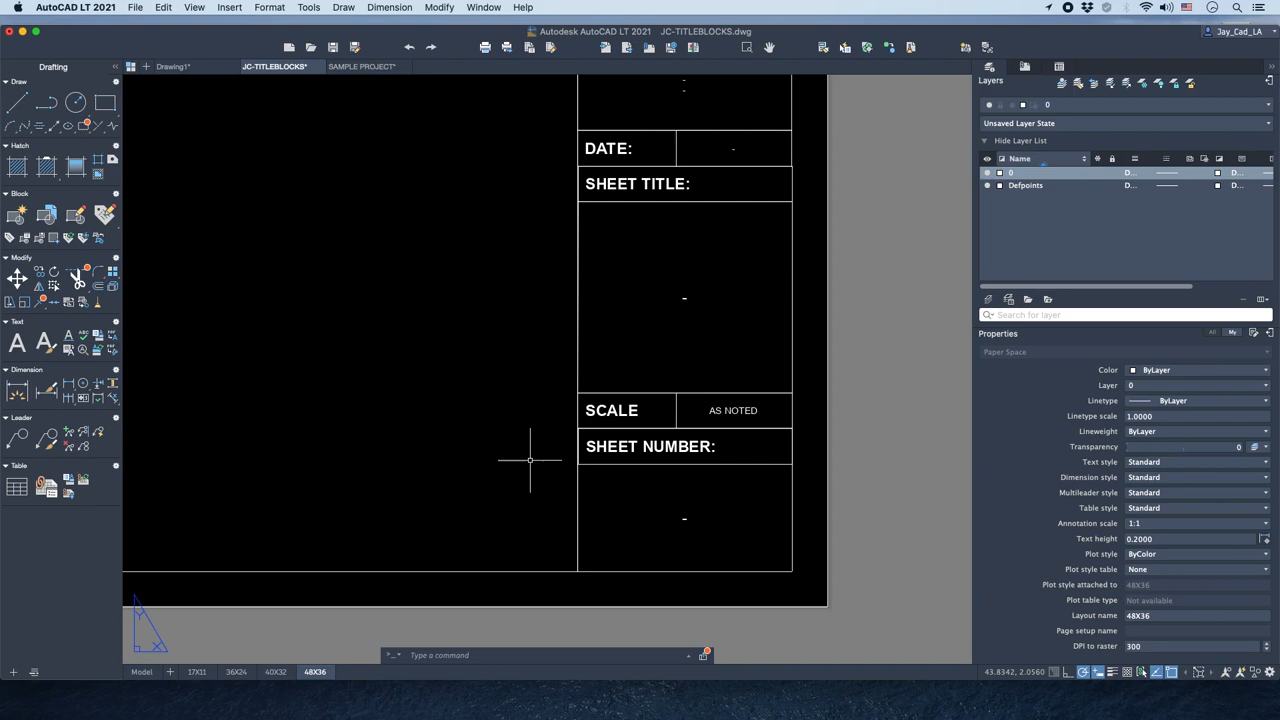 AutoCAD LT 2021 File Edit View Insert Format Tools Draw Dimension Modify Window Help
Autodesk AutoCAD LT 2021 JC-TITLEBLOCKS.dwg
Jay_Cad_LA
Drafting
Drawing1*
JC-TITLEBLOCKS*
SAMPLE PROJECT*
Draw
Hatch
Block
Modify
Text
Dimension
Leader
Table
-
-
DATE:
-
SHEET TITLE:
-
SCALE
AS NOTED
SHEET NUMBER:
-
Y
X
>_ Type a command
Model
17X11
36X24
40X32
48X36
43.8342, 2.0560
Layers
0
Unsaved Layer State
Hide Layer List
Name
0 D... D...
Defpoints D... D...
Search for layer
Properties
All My
Paper Space
Color ByLayer
Layer 0
Linetype ByLayer
Linetype scale 1.0000
Lineweight ByLayer
Transparency 0
Text style Standard
Dimension style Standard
Multileader style Standard
Table style Standard
Annotation scale 1:1
Text height 0.2000
Plot style ByColor
Plot style table None
Plot style attached to 48X36
Plot table type Not available
Layout name 48X36
Page setup name
DPI to raster 300